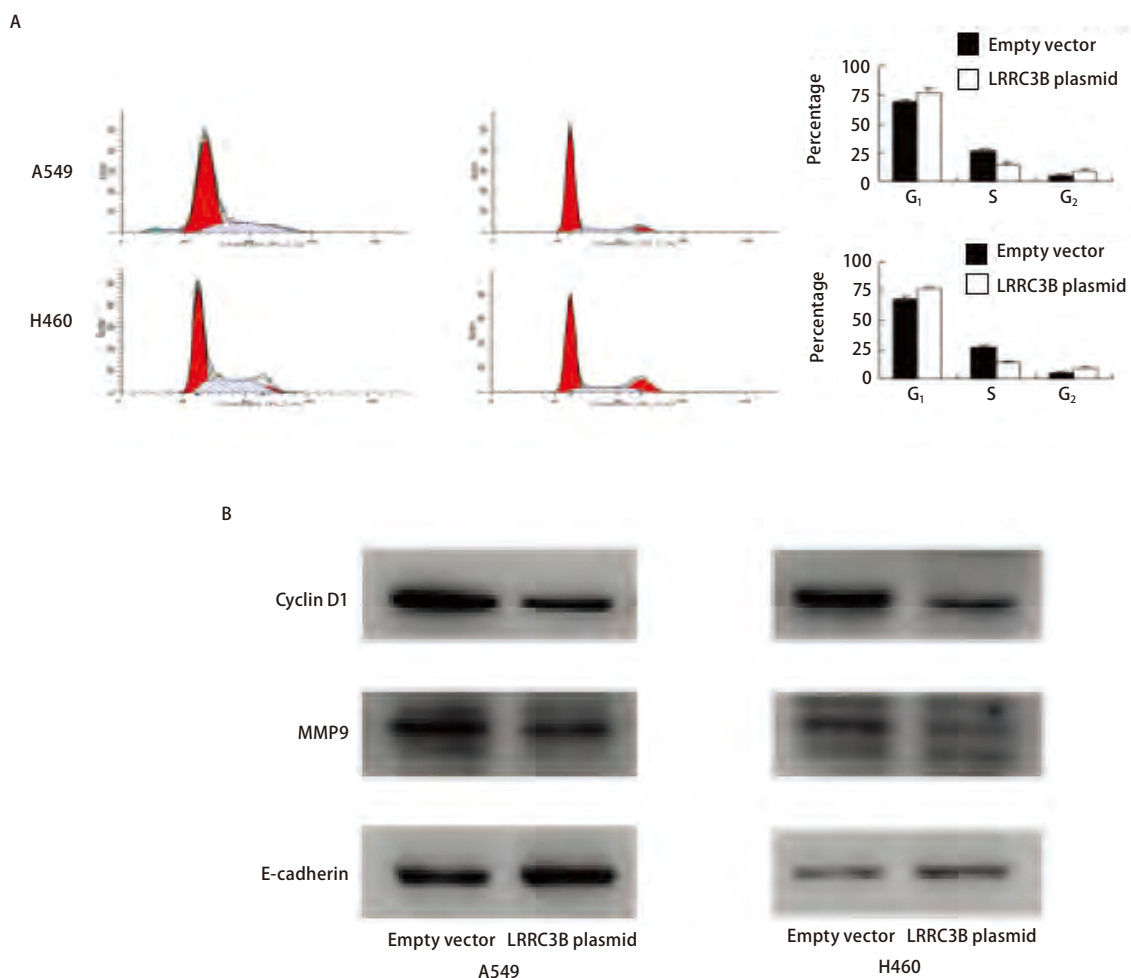 A
Empty vector
LRRC3B plasmid
Percentage
100
75
50
25
0
G₁ S G₂
A549
Empty vector
LRRC3B plasmid
Percentage
100
75
50
25
0
G₁ S G₂
H460
B
Cyclin D1
MMP9
E-cadherin
Empty vector LRRC3B plasmid
A549
Empty vector LRRC3B plasmid
H460